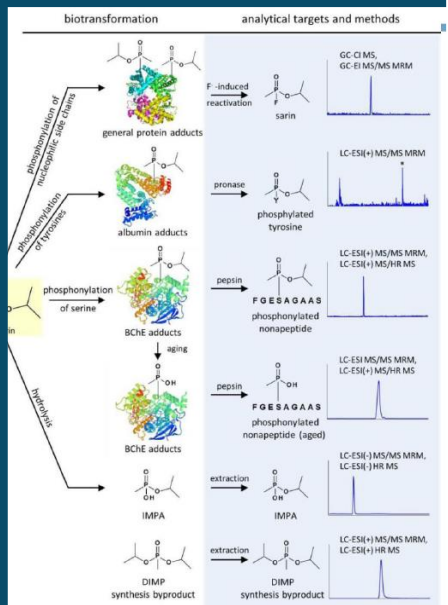 biotransformation
analytical targets and methods
phosphonylation of
nucleophilic side chains
O
P
O
O
P
O
general protein adducts
F⁻-induced
reactivation
O
P
O
F
sarin
GC-CI MS,
GC-EI MS/MS MRM
phosphonylation
of tyrosines
O
P
O
albumin adducts
pronase
O
P
O
Y
phosphylated
tyrosine
LC-ESI(+) MS/MS MRM
*
O
rin
phosphonylation
of serine
O
P
O
BChE adducts
pepsin
O
P
O
F G E S A G A A S
phosphonylated
nonapeptide
LC-ESI(+) MS/MS MRM,
LC-ESI(+) MS/HR MS
aging
O
P
OH
BChE adducts
pepsin
O
P
OH
F G E S A G A A S
phosphonylated
nonapeptide (aged)
LC-ESI MS/MS MRM,
LC-ESI(+) MS/HR MS
hydrolysis
O
P
O
OH
IMPA
extraction
O
P
O
OH
IMPA
LC-ESI(-) MS/MS MRM,
LC-ESI(-) HR MS
O
O
P
O
DIMP
synthesis byproduct
extraction
O
O
P
O
DIMP
synthesis byproduct
LC-ESI(+) MS/MS MRM,
LC-ESI(+) HR MS